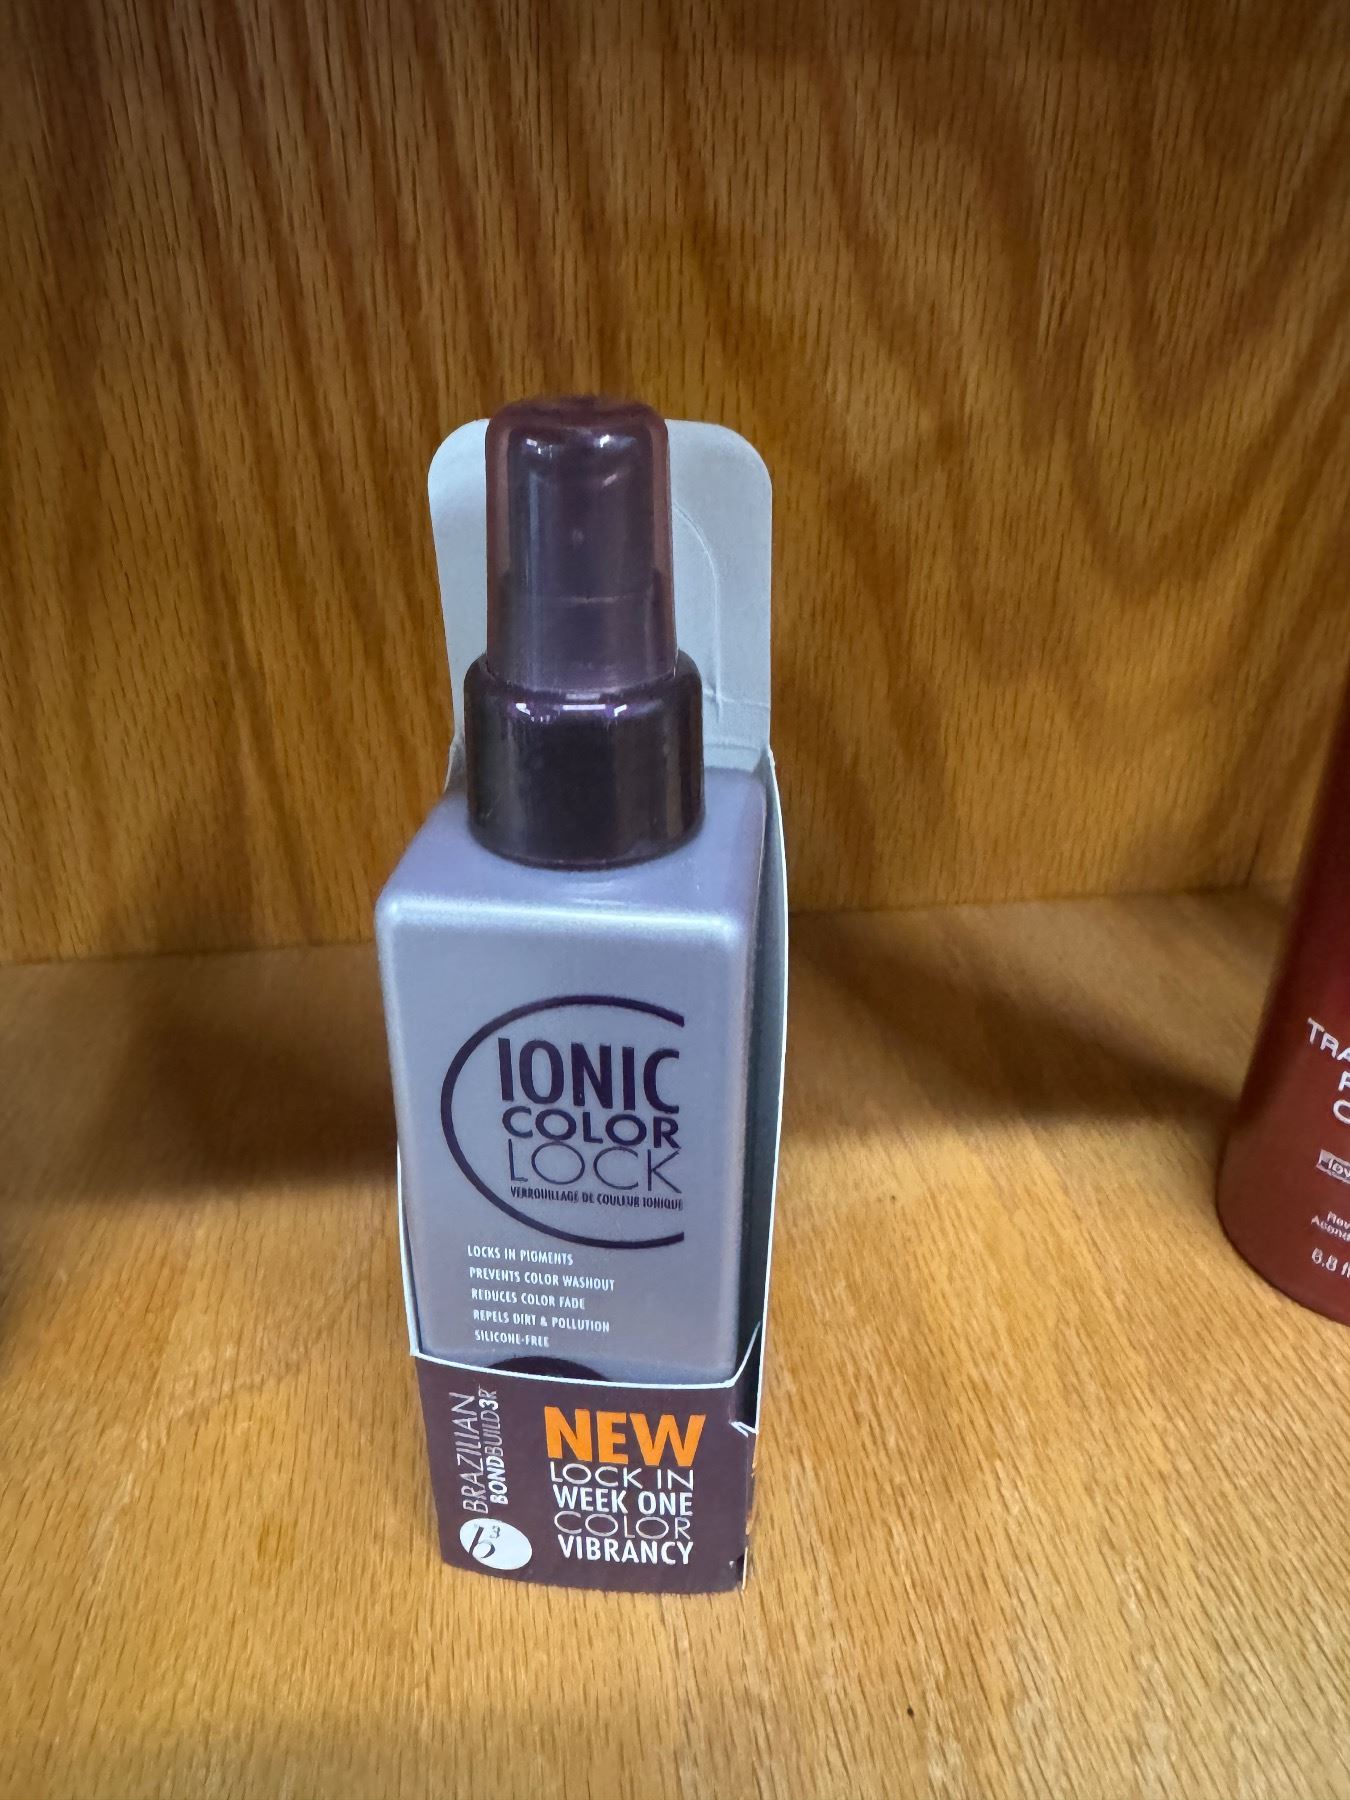 IONIC
COLOR
LOCK
VERROUILLAGE DE COULEUR IONIQUE
LOCKS IN PIGMENTS
PREVENTS COLOR WASHOUT
REDUCES COLOR FADE
REPELS DIRT & POLLUTION
SILICONE-FREE
BRAZILIAN
BONDBUILD3R
b3
NEW
LOCK IN
WEEK ONE
COLOR
VIBRANCY
TRA